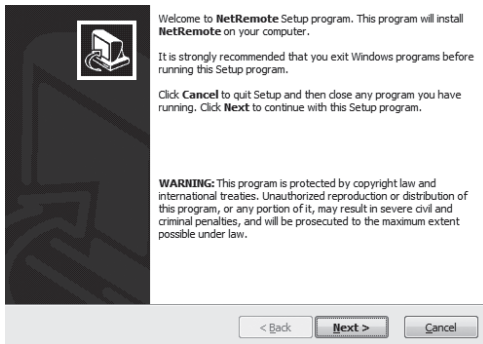 Welcome to NetRemote Setup program. This program will install
NetRemote on your computer.
It is strongly recommended that you exit Windows programs before
running this Setup program.
Click Cancel to quit Setup and then close any program you have
running. Click Next to continue with this Setup program.
WARNING: This program is protected by copyright law and
international treaties. Unauthorized reproduction or distribution of
this program, or any portion of it, may result in severe civil and
criminal penalties, and will be prosecuted to the maximum extent
possible under law.
< Back Next > Cancel